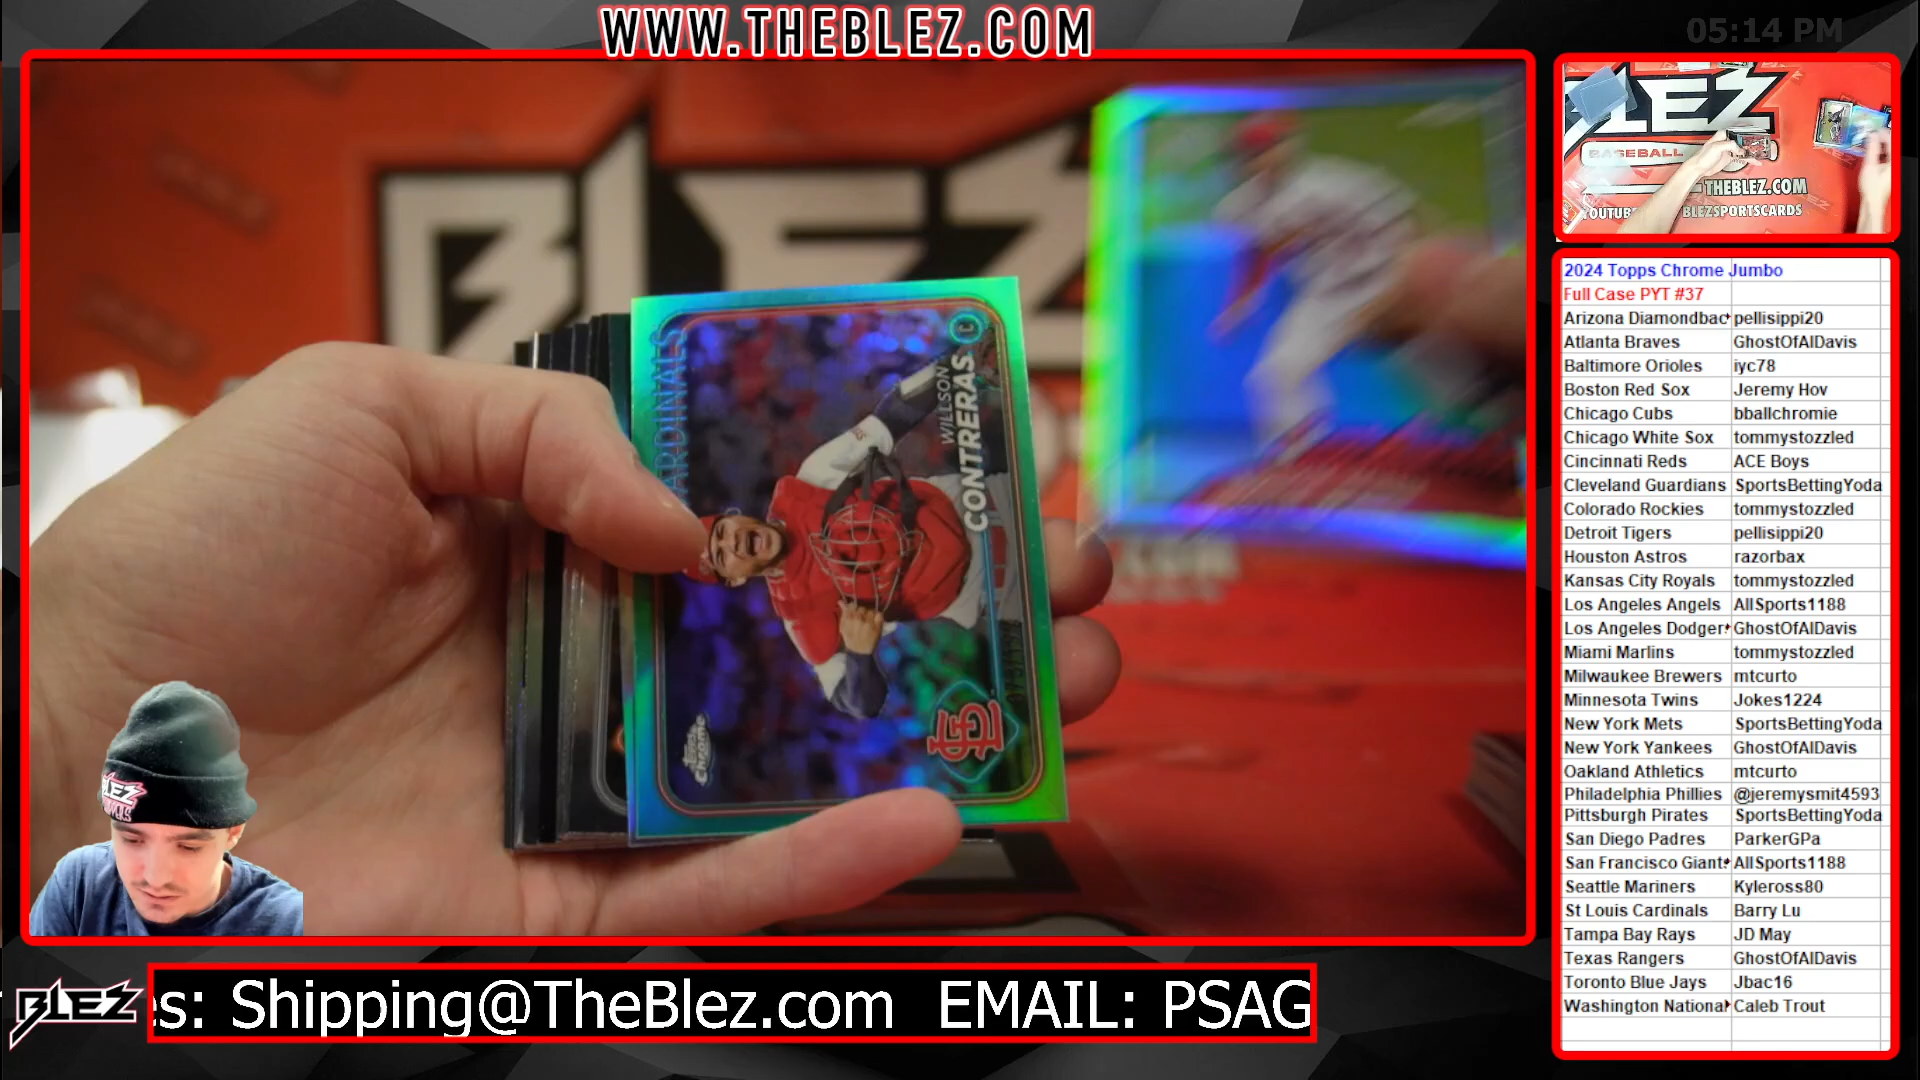 WWW.THEBLEZ.COM
05:14 PM
BLEZ
CARDINALS
WILLSON
CONTRERAS
C
Topps
Chrome
STL
BLEZ
BASEBALL
THEBLEZ.COM
BLEZSPORTSCARDS
2024 Topps Chrome Jumbo
Full Case PYT #37
Arizona Diamondbac pellisippi20
Atlanta Braves GhostOfAlDavis
Baltimore Orioles iyc78
Boston Red Sox Jeremy Hov
Chicago Cubs bballchromie
Chicago White Sox tommystozzled
Cincinnati Reds ACE Boys
Cleveland Guardians SportsBettingYoda
Colorado Rockies tommystozzled
Detroit Tigers pellisippi20
Houston Astros razorbax
Kansas City Royals tommystozzled
Los Angeles Angels AllSports1188
Los Angeles Dodger GhostOfAlDavis
Miami Marlins tommystozzled
Milwaukee Brewers mtcurto
Minnesota Twins Jokes1224
New York Mets SportsBettingYoda
New York Yankees GhostOfAlDavis
Oakland Athletics mtcurto
Philadelphia Phillies @jeremysmit4593
Pittsburgh Pirates SportsBettingYoda
San Diego Padres ParkerGPa
San Francisco Giant AllSports1188
Seattle Mariners Kyleross80
St Louis Cardinals Barry Lu
Tampa Bay Rays JD May
Texas Rangers GhostOfAlDavis
Toronto Blue Jays Jbac16
Washington National Caleb Trout
BLEZ
BLEZ
s: Shipping@TheBlez.com EMAIL: PSAG